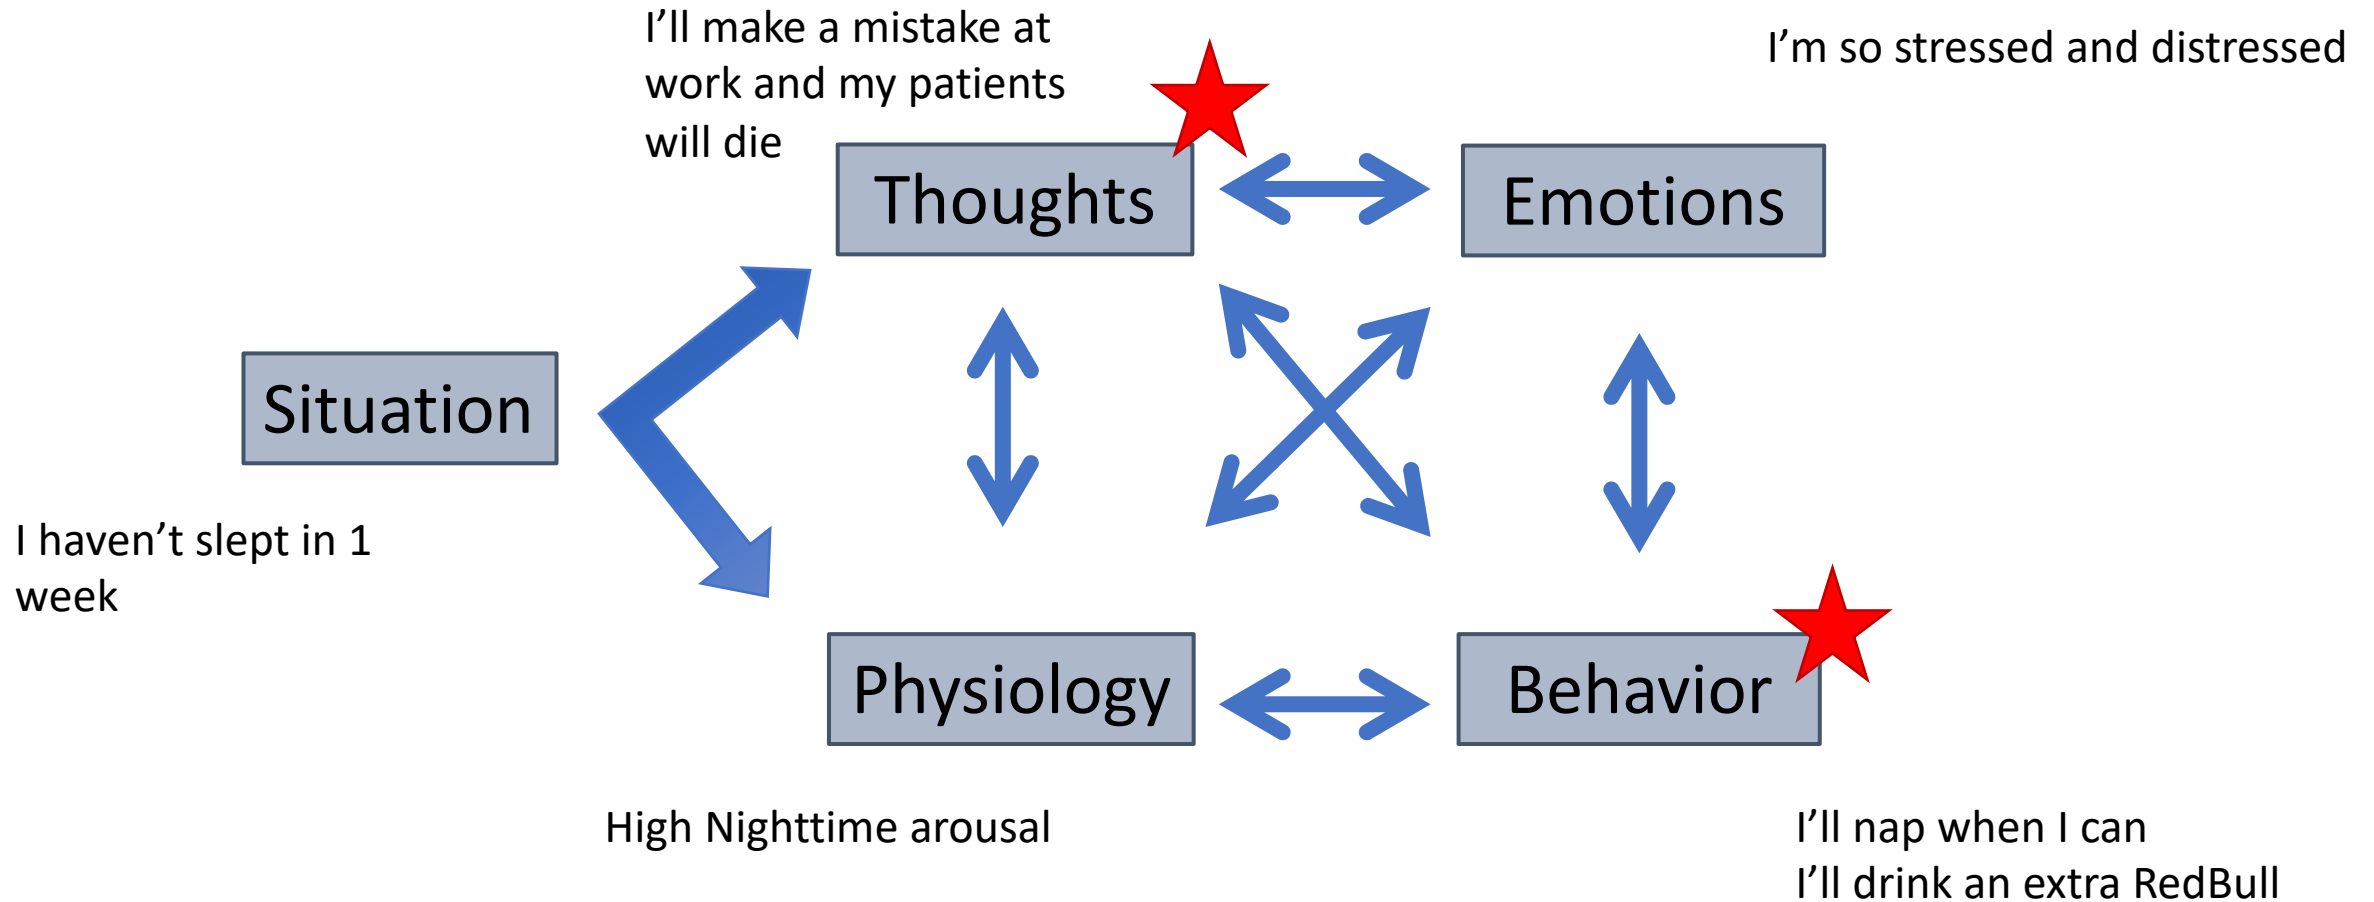 I’ll make a mistake at
work and my patients
will die
I’m so stressed and distressed
Thoughts
Emotions
Situation
I haven’t slept in 1
week
Physiology
Behavior
High Nighttime arousal
I’ll nap when I can
I’ll drink an extra RedBull